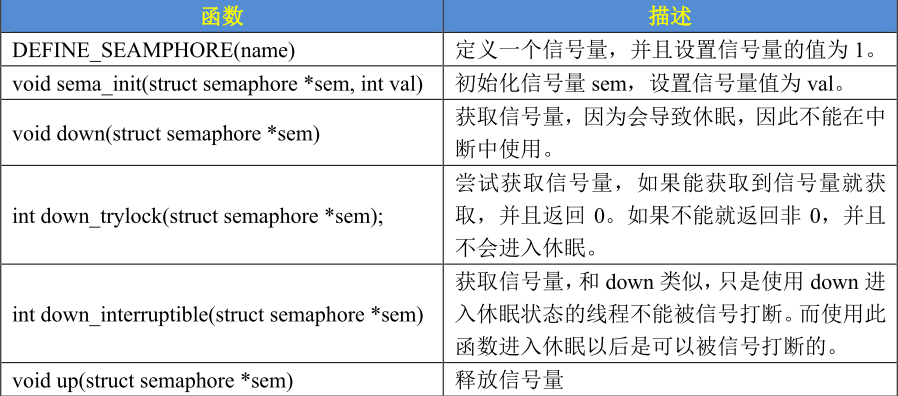 函数 描述
DEFINE_SEAMPHORE(name) 定义一个信号量，并且设置信号量的值为 1。
void sema_init(struct semaphore *sem, int val) 初始化信号量 sem，设置信号量值为 val。
void down(struct semaphore *sem) 获取信号量，因为会导致休眠，因此不能在中
断中使用。
int down_trylock(struct semaphore *sem); 尝试获取信号量，如果能获取到信号量就获
取，并且返回 0。如果不能就返回非 0，并且
不会进入休眠。
int down_interruptible(struct semaphore *sem) 获取信号量，和 down 类似，只是使用 down 进
入休眠状态的线程不能被信号打断。而使用此
函数进入休眠以后是可以被信号打断的。
void up(struct semaphore *sem) 释放信号量